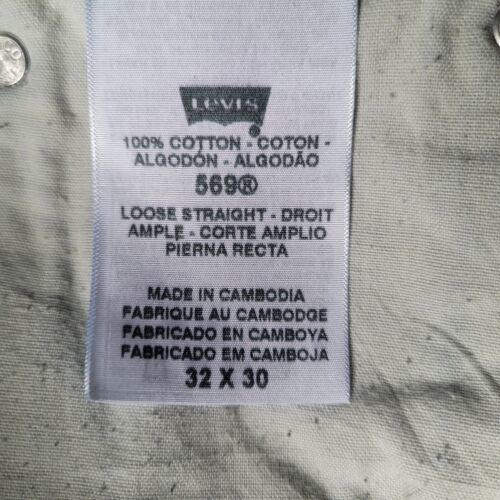 LEVI'S
®
100% COTTON - COTON -
ALGODÓN - ALGODÃO
569®
LOOSE STRAIGHT - DROIT
AMPLE - CORTE AMPLIO
PIERNA RECTA
MADE IN CAMBODIA
FABRIQUE AU CAMBODGE
FABRICADO EN CAMBOYA
FABRICADO EM CAMBOJA
32 X 30